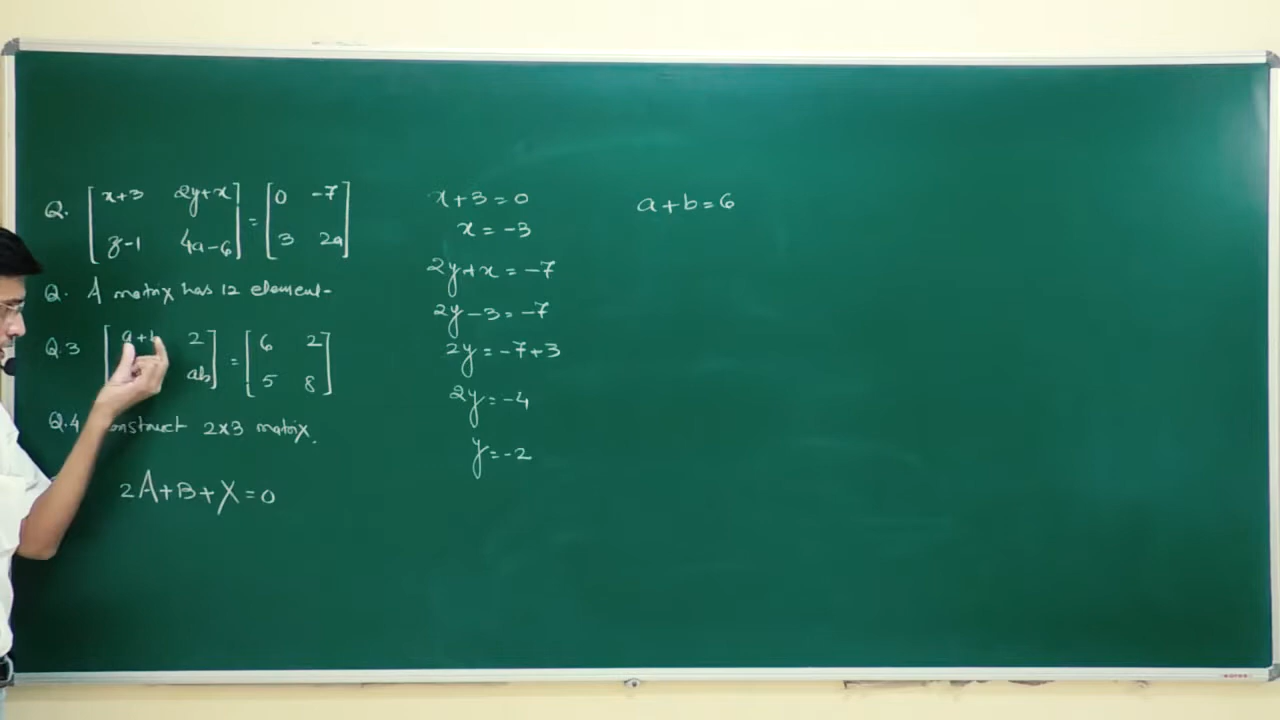 Q. [ x+3 2y+x ] = [ 0 -7 ]
[ z-1 4a-6 ] [ 3 2a ]
Q. A matrix has 12 element-
Q.3 [ a+b 2 ] = [ 6 2 ]
[ ab ] [ 5 8 ]
Q.4 onstruct 2x3 matrix.
2A+B+X=0
x+3=0
x=-3
2y+x=-7
2y-3=-7
2y=-7+3
2y=-4
y=-2
a+b=6